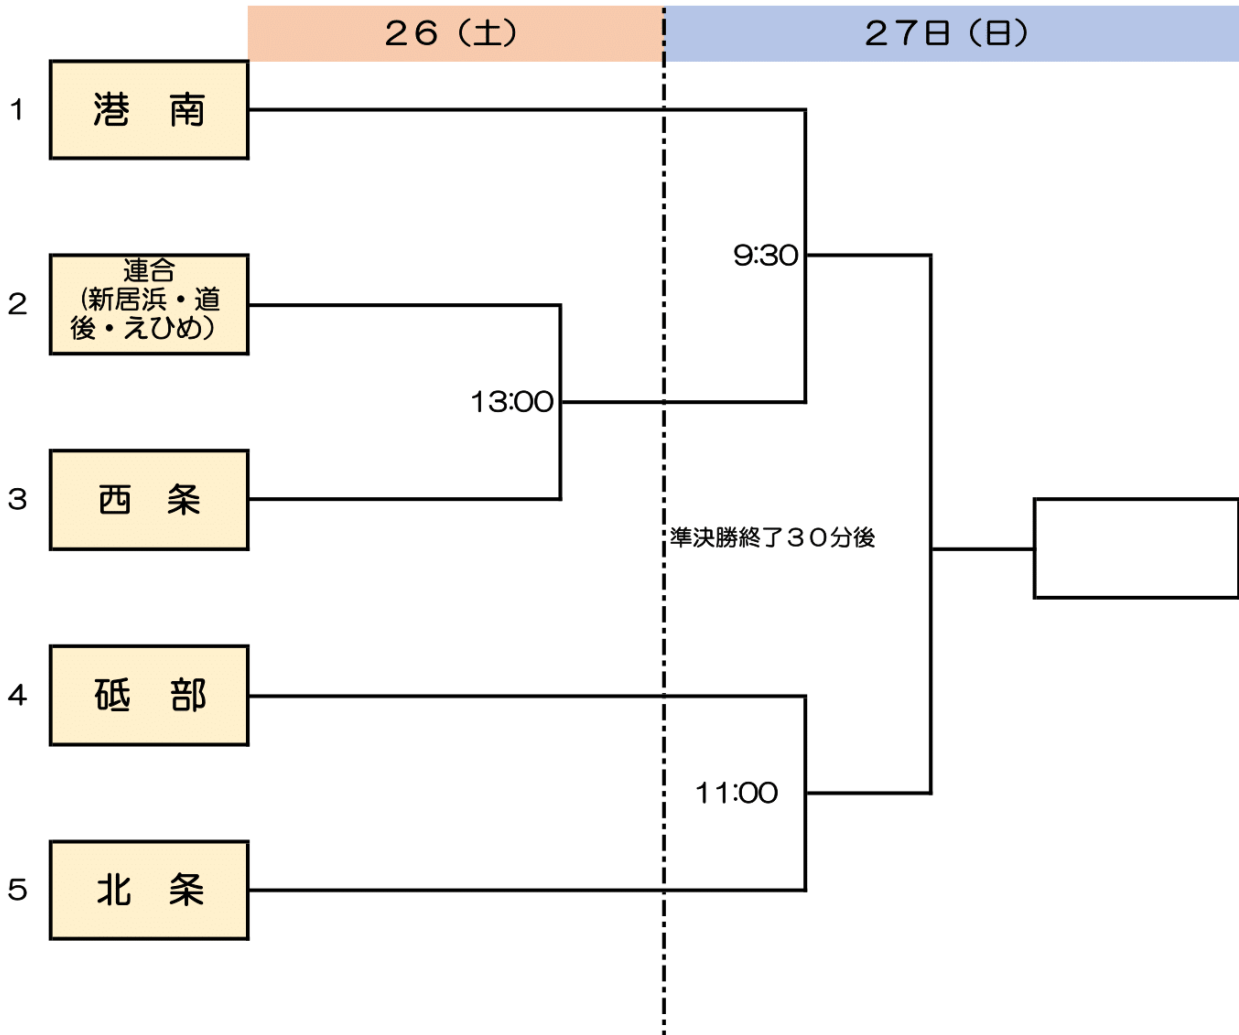 26（土）
27日（日）
1
港　南
2
連合
（新居浜・道
後・えひめ）
9:30
13:00
3
西　条
準決勝終了３０分後
4
砥　部
11:00
5
北　条